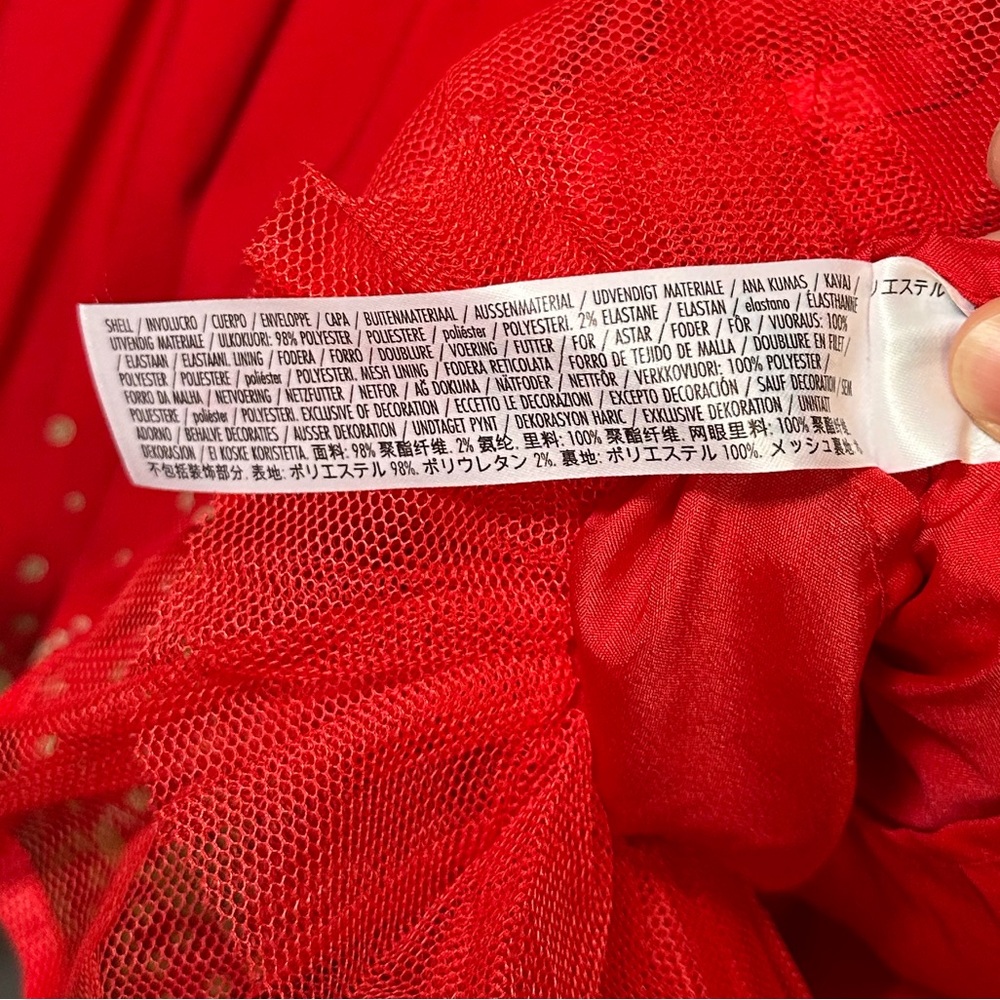 SHELL / INVOLUCRO / CUERPO / ENVELOPPE / CAPA / BUITENMATERIAAL / AUSSENMATERIAL / UDVENDIGT MATERIALE / ANA KUMAS / KAVAJ /
UTVENDIG MATERIALE / ULKOKUORI: 98% POLYESTER / POLIESTERE / poliéster / POLYESTERI. 2% ELASTANE / ELASTAN / elastano / ÉLASTHANNE
/ ELASTAAN / ELASTAANI. LINING / FODERA / FORRO / DOUBLURE / VOERING / FUTTER / FOR / ASTAR / FODER / FÔR / VUORAUS: 100%
POLYESTER / POLIESTERE / poliéster / POLYESTERI. MESH LINING / FODERA RETICOLATA / FORRO DE TEJIDO DE MALLA / DOUBLURE EN FILET /
FORRO DA MALHA / NETVOERING / NETZFUTTER / NETFOR / AĞ DOKUMA / NÄTFODER / NETTFÔR / VERKKOVUORI: 100% POLYESTER /
POLIESTERE / poliéster / POLYESTERI. EXCLUSIVE OF DECORATION / ECCETTO LE DECORAZIONI / EXCEPTO DECORACIÓN / SAUF DECORATION / SEM
ADORNO / BEHALVE DECORATIES / AUSSER DEKORATION / UNDTAGET PYNT / DEKORASYON HARIC / EXKLUSIVE DEKORATION / UNNTATT
DEKORASJON / EI KOSKE KORISTETTA. 面料: 98% 聚酯纤维. 2% 氨纶. 里料: 100% 聚酯纤维. 网眼里料: 100% 聚酯纤维.
不包括装饰部分. 表地: ポリエステル 98%. ポリウレタン 2%. 裏地: ポリエステル 100%. メッシュ裏地
リエステル